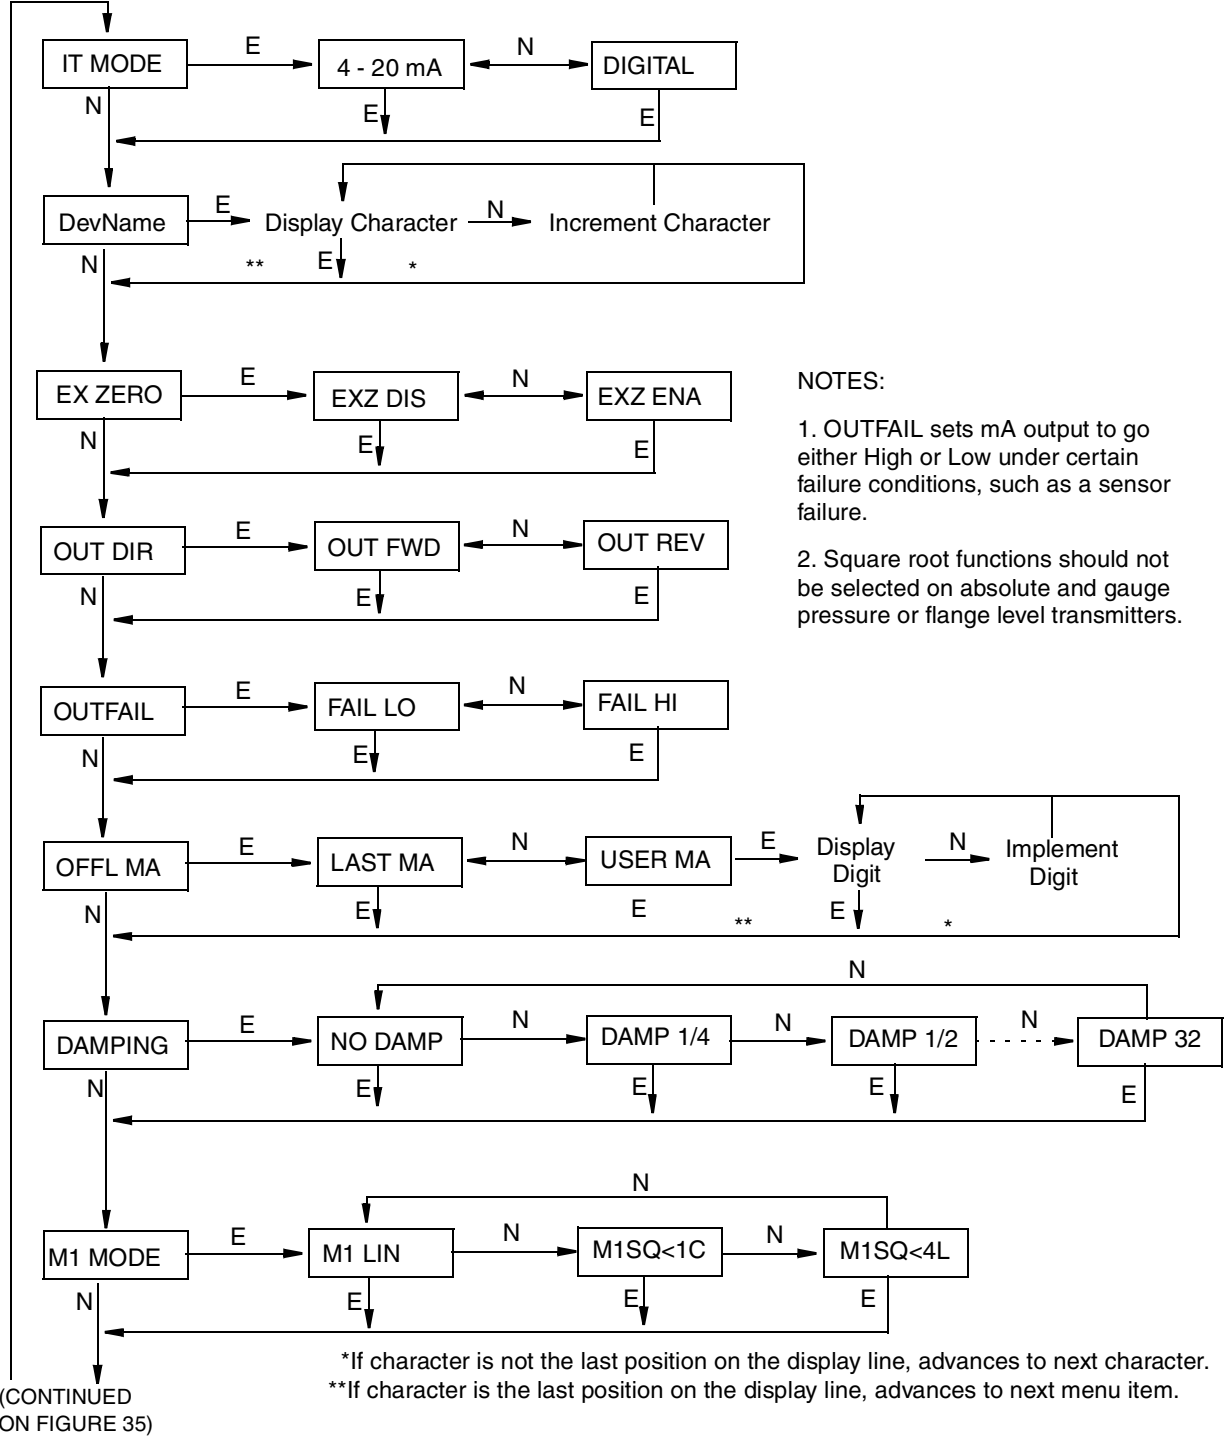 E
N
IT MODE
4 - 20 mA
DIGITAL
N
E
E
E
N
DevName
Display Character
Increment Character
N
**
E
*
NOTES:
E
N
EX ZERO
EXZ DIS
EXZ ENA
N
E
E
1. OUTFAIL sets mA output to go
either High or Low under certain
failure conditions, such as a sensor
failure.
E
N
OUT DIR
OUT FWD
OUT REV
2. Square root functions should not
be selected on absolute and gauge
pressure or flange level transmitters.
N
E
E
E
N
OUTFAIL
FAIL LO
FAIL HI
N
E
E
E
N
E
N
OFFL MA
LAST MA
USER MA
Display
Digit
Implement
Digit
N
E
E
**
E
*
N
E
N
N
N
DAMPING
NO DAMP
DAMP 1/4
DAMP 1/2
DAMP 32
N
E
E
E
E
N
E
N
N
M1 MODE
M1 LIN
M1SQ<1C
M1SQ<4L
N
E
E
E
*If character is not the last position on the display line, advances to next character.
**If character is the last position on the display line, advances to next menu item.
(CONTINUED
ON FIGURE 35)